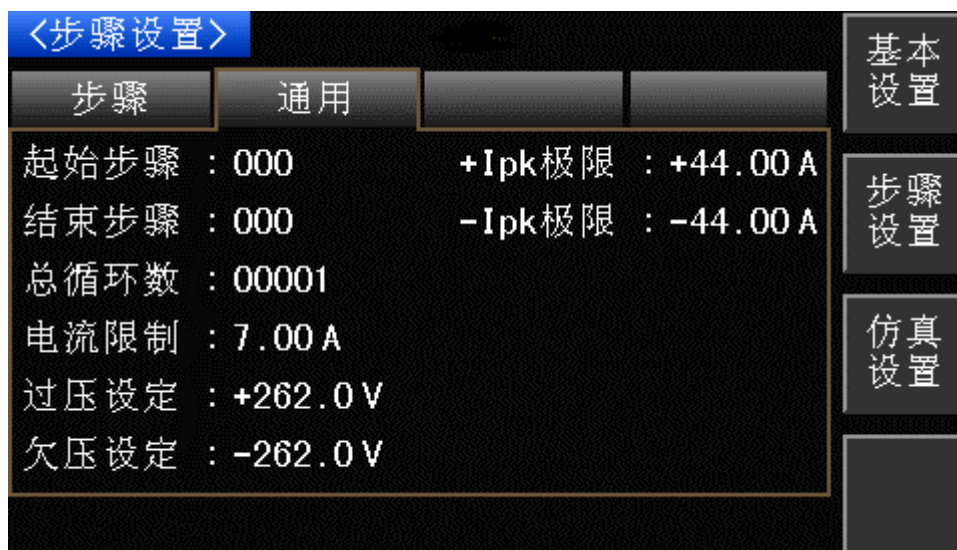 <步骤设置>
步骤 通用
起始步骤 : 000 +Ipk极限 : +44.00 A
结束步骤 : 000 -Ipk极限 : -44.00 A
总循环数 : 00001
电流限制 : 7.00 A
过压设定 : +262.0 V
欠压设定 : -262.0 V
基本
设置
步骤
设置
仿真
设置